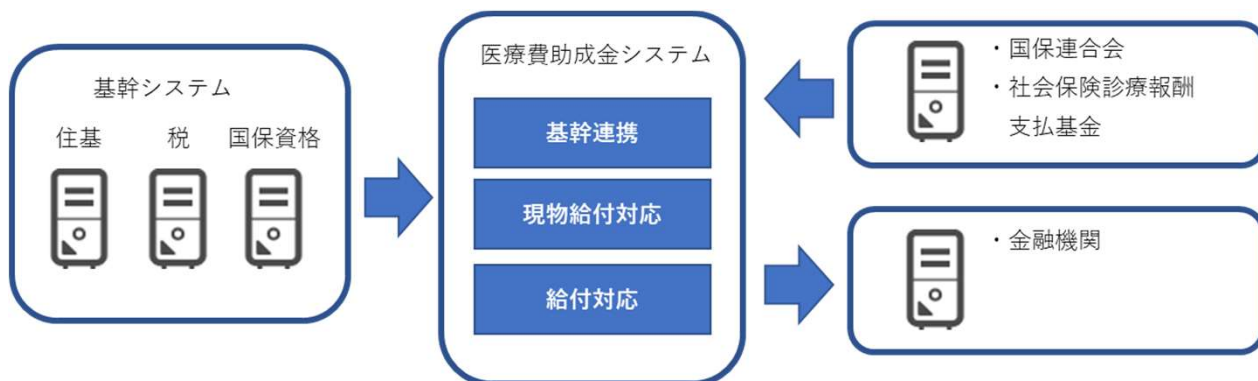 基幹システム
住基
税
国保資格
医療費助成金システム
基幹連携
現物給付対応
給付対応
・国保連合会
・社会保険診療報酬
支払基金
・金融機関